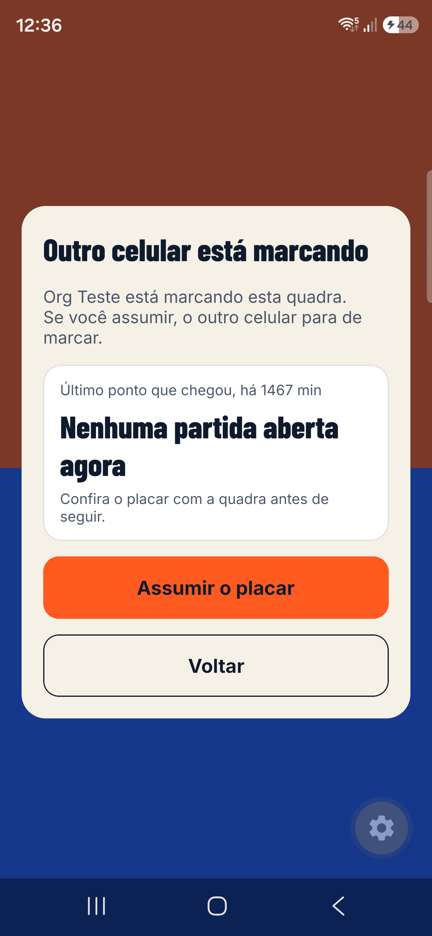 12:36
5
44
Outro celular está marcando
Org Teste está marcando esta quadra.
Se você assumir, o outro celular para de
marcar.
Último ponto que chegou, há 1467 min
Nenhuma partida aberta
agora
Confira o placar com a quadra antes de
seguir.
Assumir o placar
Voltar